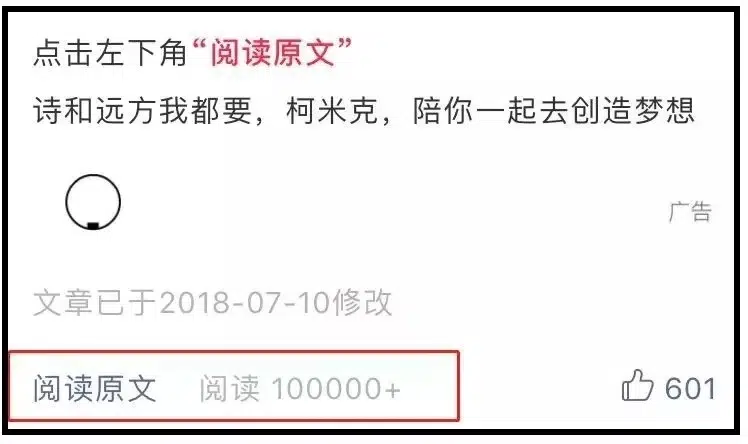 点击左下角“阅读原文”
诗和远方我都要，柯米克，陪你一起去创造梦想
广告
文章已于2018-07-10修改
阅读原文 阅读 100000+ 601